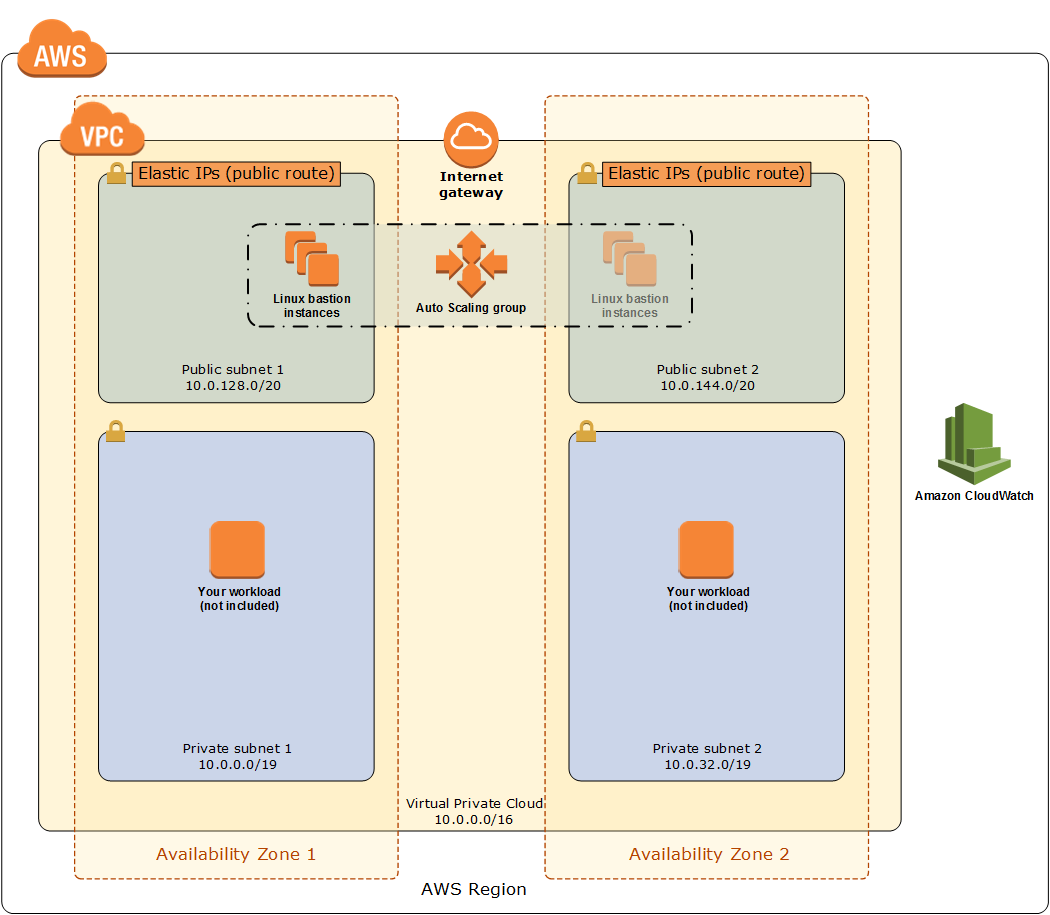 AWS
VPC
Internet
gateway
Elastic IPs (public route)
Elastic IPs (public route)
Linux bastion
instances
Auto Scaling group
Linux bastion
instances
Public subnet 1
10.0.128.0/20
Public subnet 2
10.0.144.0/20
Amazon CloudWatch
Your workload
(not included)
Your workload
(not included)
Private subnet 1
10.0.0.0/19
Private subnet 2
10.0.32.0/19
Virtual Private Cloud
10.0.0.0/16
Availability Zone 1
Availability Zone 2
AWS Region